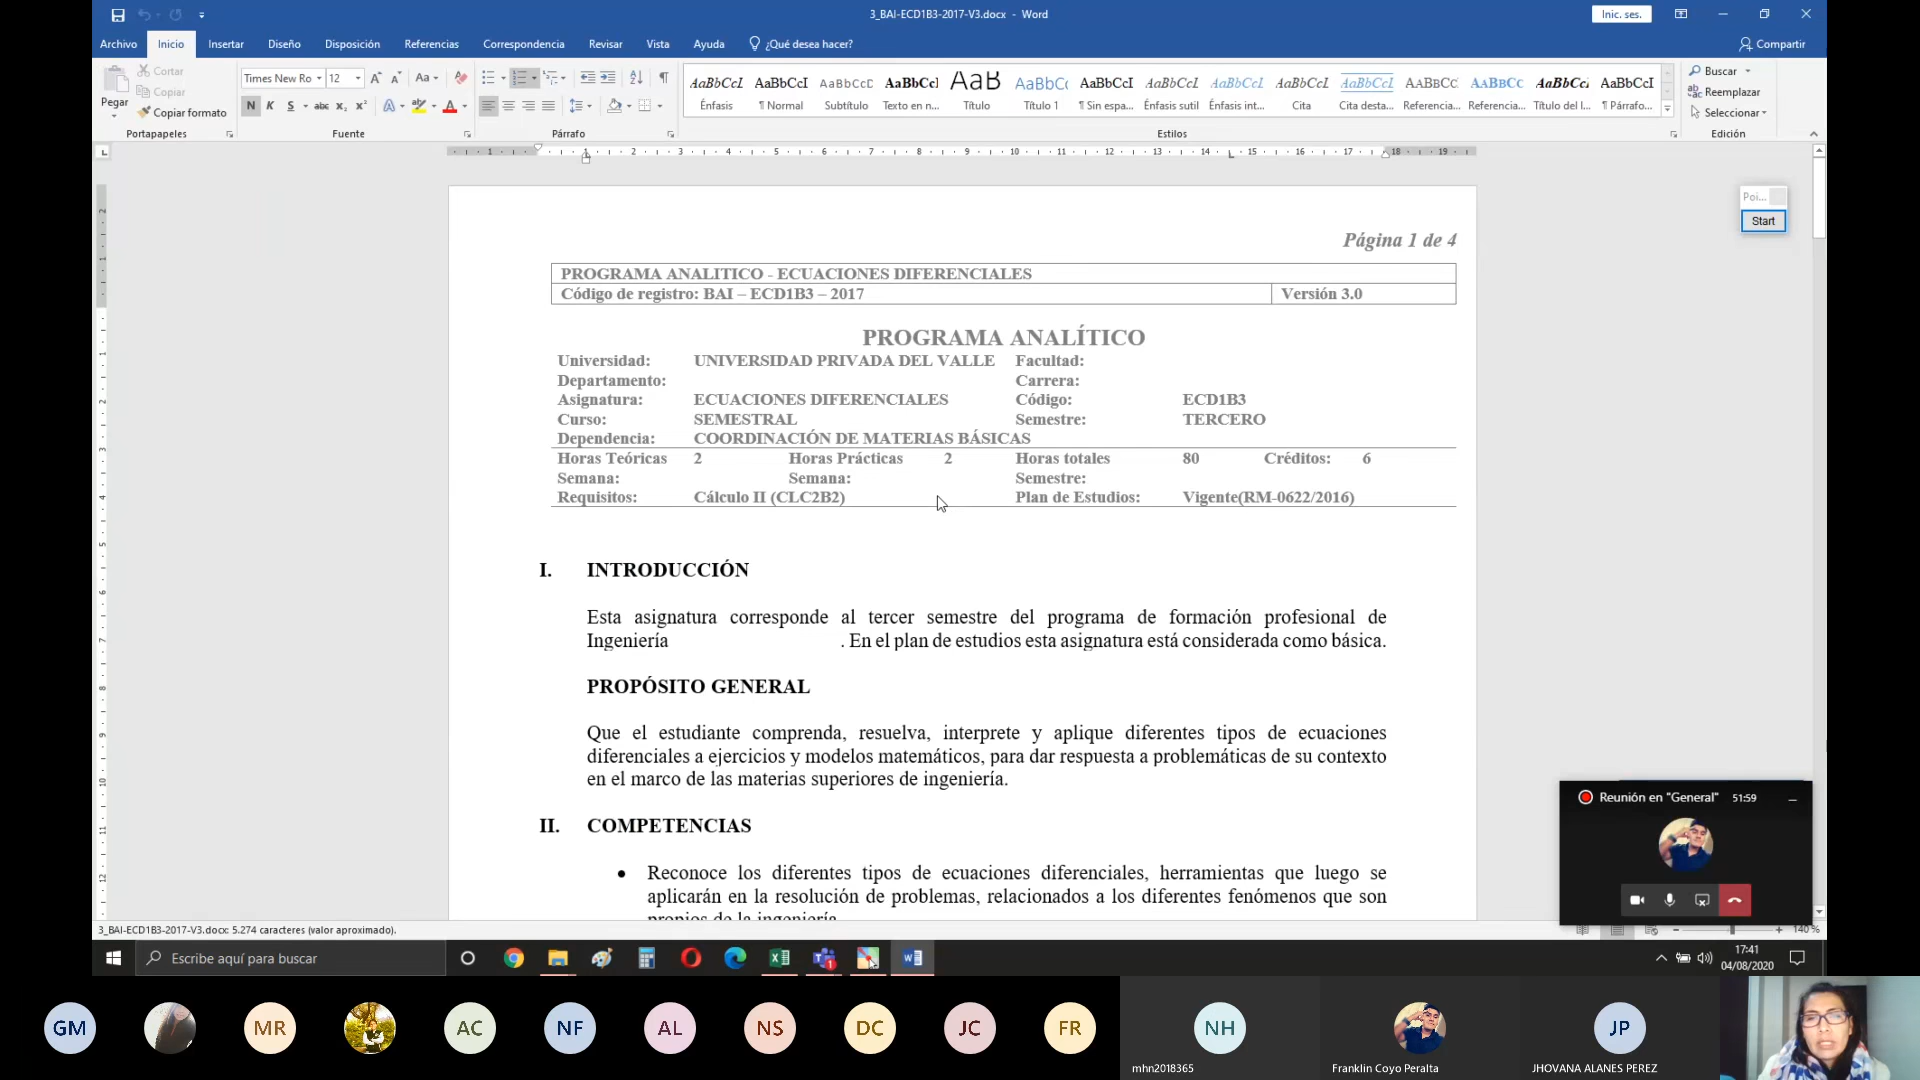 3_BAI-ECD1B3-2017-V3.docx - Word
Inic. ses.
Archivo Inicio Insertar Diseño Disposición Referencias Correspondencia Revisar Vista Ayuda ¿Qué desea hacer? Compartir
Pegar
Cortar
Copiar
Copiar formato
Portapapeles
Times New Ro 12
Fuente
Párrafo
AaBbCcI AaBbCcI AaBbCcD AaBbCcI AaB AaBbCc AaBbCcI AaBbCcI AaBbCcI AaBbCcI AaBbCcI AaBbCc AaBbCc AaBbCcI AaBbCcI
Énfasis ¶ Normal Subtítulo Texto en n... Título Título 1 ¶ Sin espa... Énfasis sutil Énfasis int... Cita Cita desta... Referencia... Referencia... Título del l... ¶ Párrafo...
Estilos
Buscar
Reemplazar
Seleccionar
Edición
Poi...
Start
Página 1 de 4
PROGRAMA ANALITICO - ECUACIONES DIFERENCIALES
Código de registro: BAI – ECD1B3 – 2017 Versión 3.0
PROGRAMA ANALÍTICO
Universidad: UNIVERSIDAD PRIVADA DEL VALLE Facultad:
Departamento: Carrera:
Asignatura: ECUACIONES DIFERENCIALES Código: ECD1B3
Curso: SEMESTRAL Semestre: TERCERO
Dependencia: COORDINACIÓN DE MATERIAS BÁSICAS
Horas Teóricas 2 Horas Prácticas 2 Horas totales 80 Créditos: 6
Semana: Semana: Semestre:
Requisitos: Cálculo II (CLC2B2) Plan de Estudios: Vigente(RM-0622/2016)
I. INTRODUCCIÓN
Esta asignatura corresponde al tercer semestre del programa de formación profesional de
Ingeniería . En el plan de estudios esta asignatura está considerada como básica.
PROPÓSITO GENERAL
Que el estudiante comprenda, resuelva, interprete y aplique diferentes tipos de ecuaciones
diferenciales a ejercicios y modelos matemáticos, para dar respuesta a problemáticas de su contexto
en el marco de las materias superiores de ingeniería.
II. COMPETENCIAS
• Reconoce los diferentes tipos de ecuaciones diferenciales, herramientas que luego se
aplicarán en la resolución de problemas, relacionados a los diferentes fenómenos que son
propios de la ingeniería
Reunión en "General" 51:59
3_BAI-ECD1B3-2017-V3.docx: 5.274 caracteres (valor aproximado).
140 %
Escribe aquí para buscar
17:41
04/08/2020
GM MR AC NF AL NS DC JC FR NH JP
mhn2018365 Franklin Coyo Peralta JHOVANA ALANES PEREZ